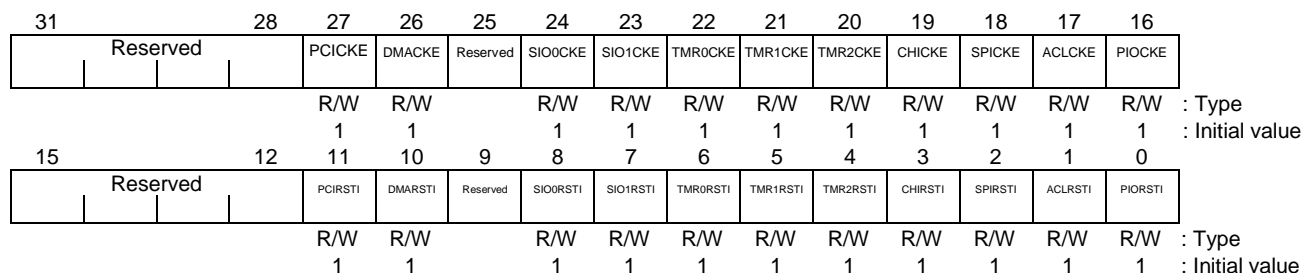 31 28 27 26 25 24 23 22 21 20 19 18 17 16
Reserved PCICKE DMACKE Reserved SIO0CKE SIO1CKE TMR0CKE TMR1CKE TMR2CKE CHICKE SPICKE ACLCKE PIOCKE
R/W R/W R/W R/W R/W R/W R/W R/W R/W R/W R/W : Type
1 1 1 1 1 1 1 1 1 1 1 : Initial value
15 12 11 10 9 8 7 6 5 4 3 2 1 0
Reserved PCIRSTI DMARSTI Reserved SIO0RSTI SIO1RSTI TMR0RSTI TMR1RSTI TMR2RSTI CHIRSTI SPIRSTI ACLRSTI PIORSTI
R/W R/W R/W R/W R/W R/W R/W R/W R/W R/W R/W : Type
1 1 1 1 1 1 1 1 1 1 1 : Initial value